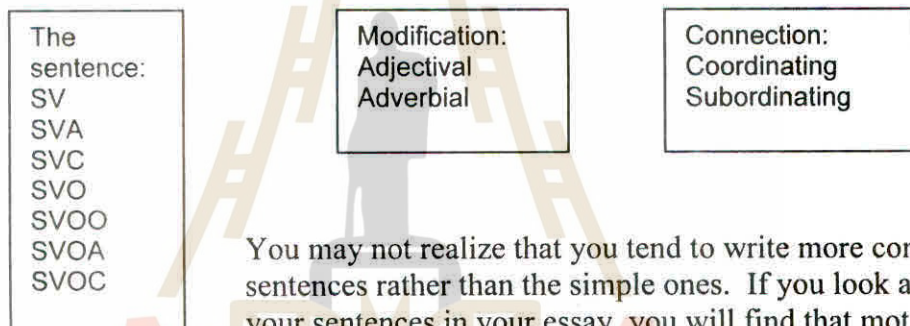 The
sentence:
SV
SVA
SVC
SVO
SVOO
SVOA
SVOC
Modification:
Adjectival
Adverbial
Connection:
Coordinating
Subordinating
You may not realize that you tend to write more
sentences rather than the simple ones. If you look a
your sentences in your essay, you will find that